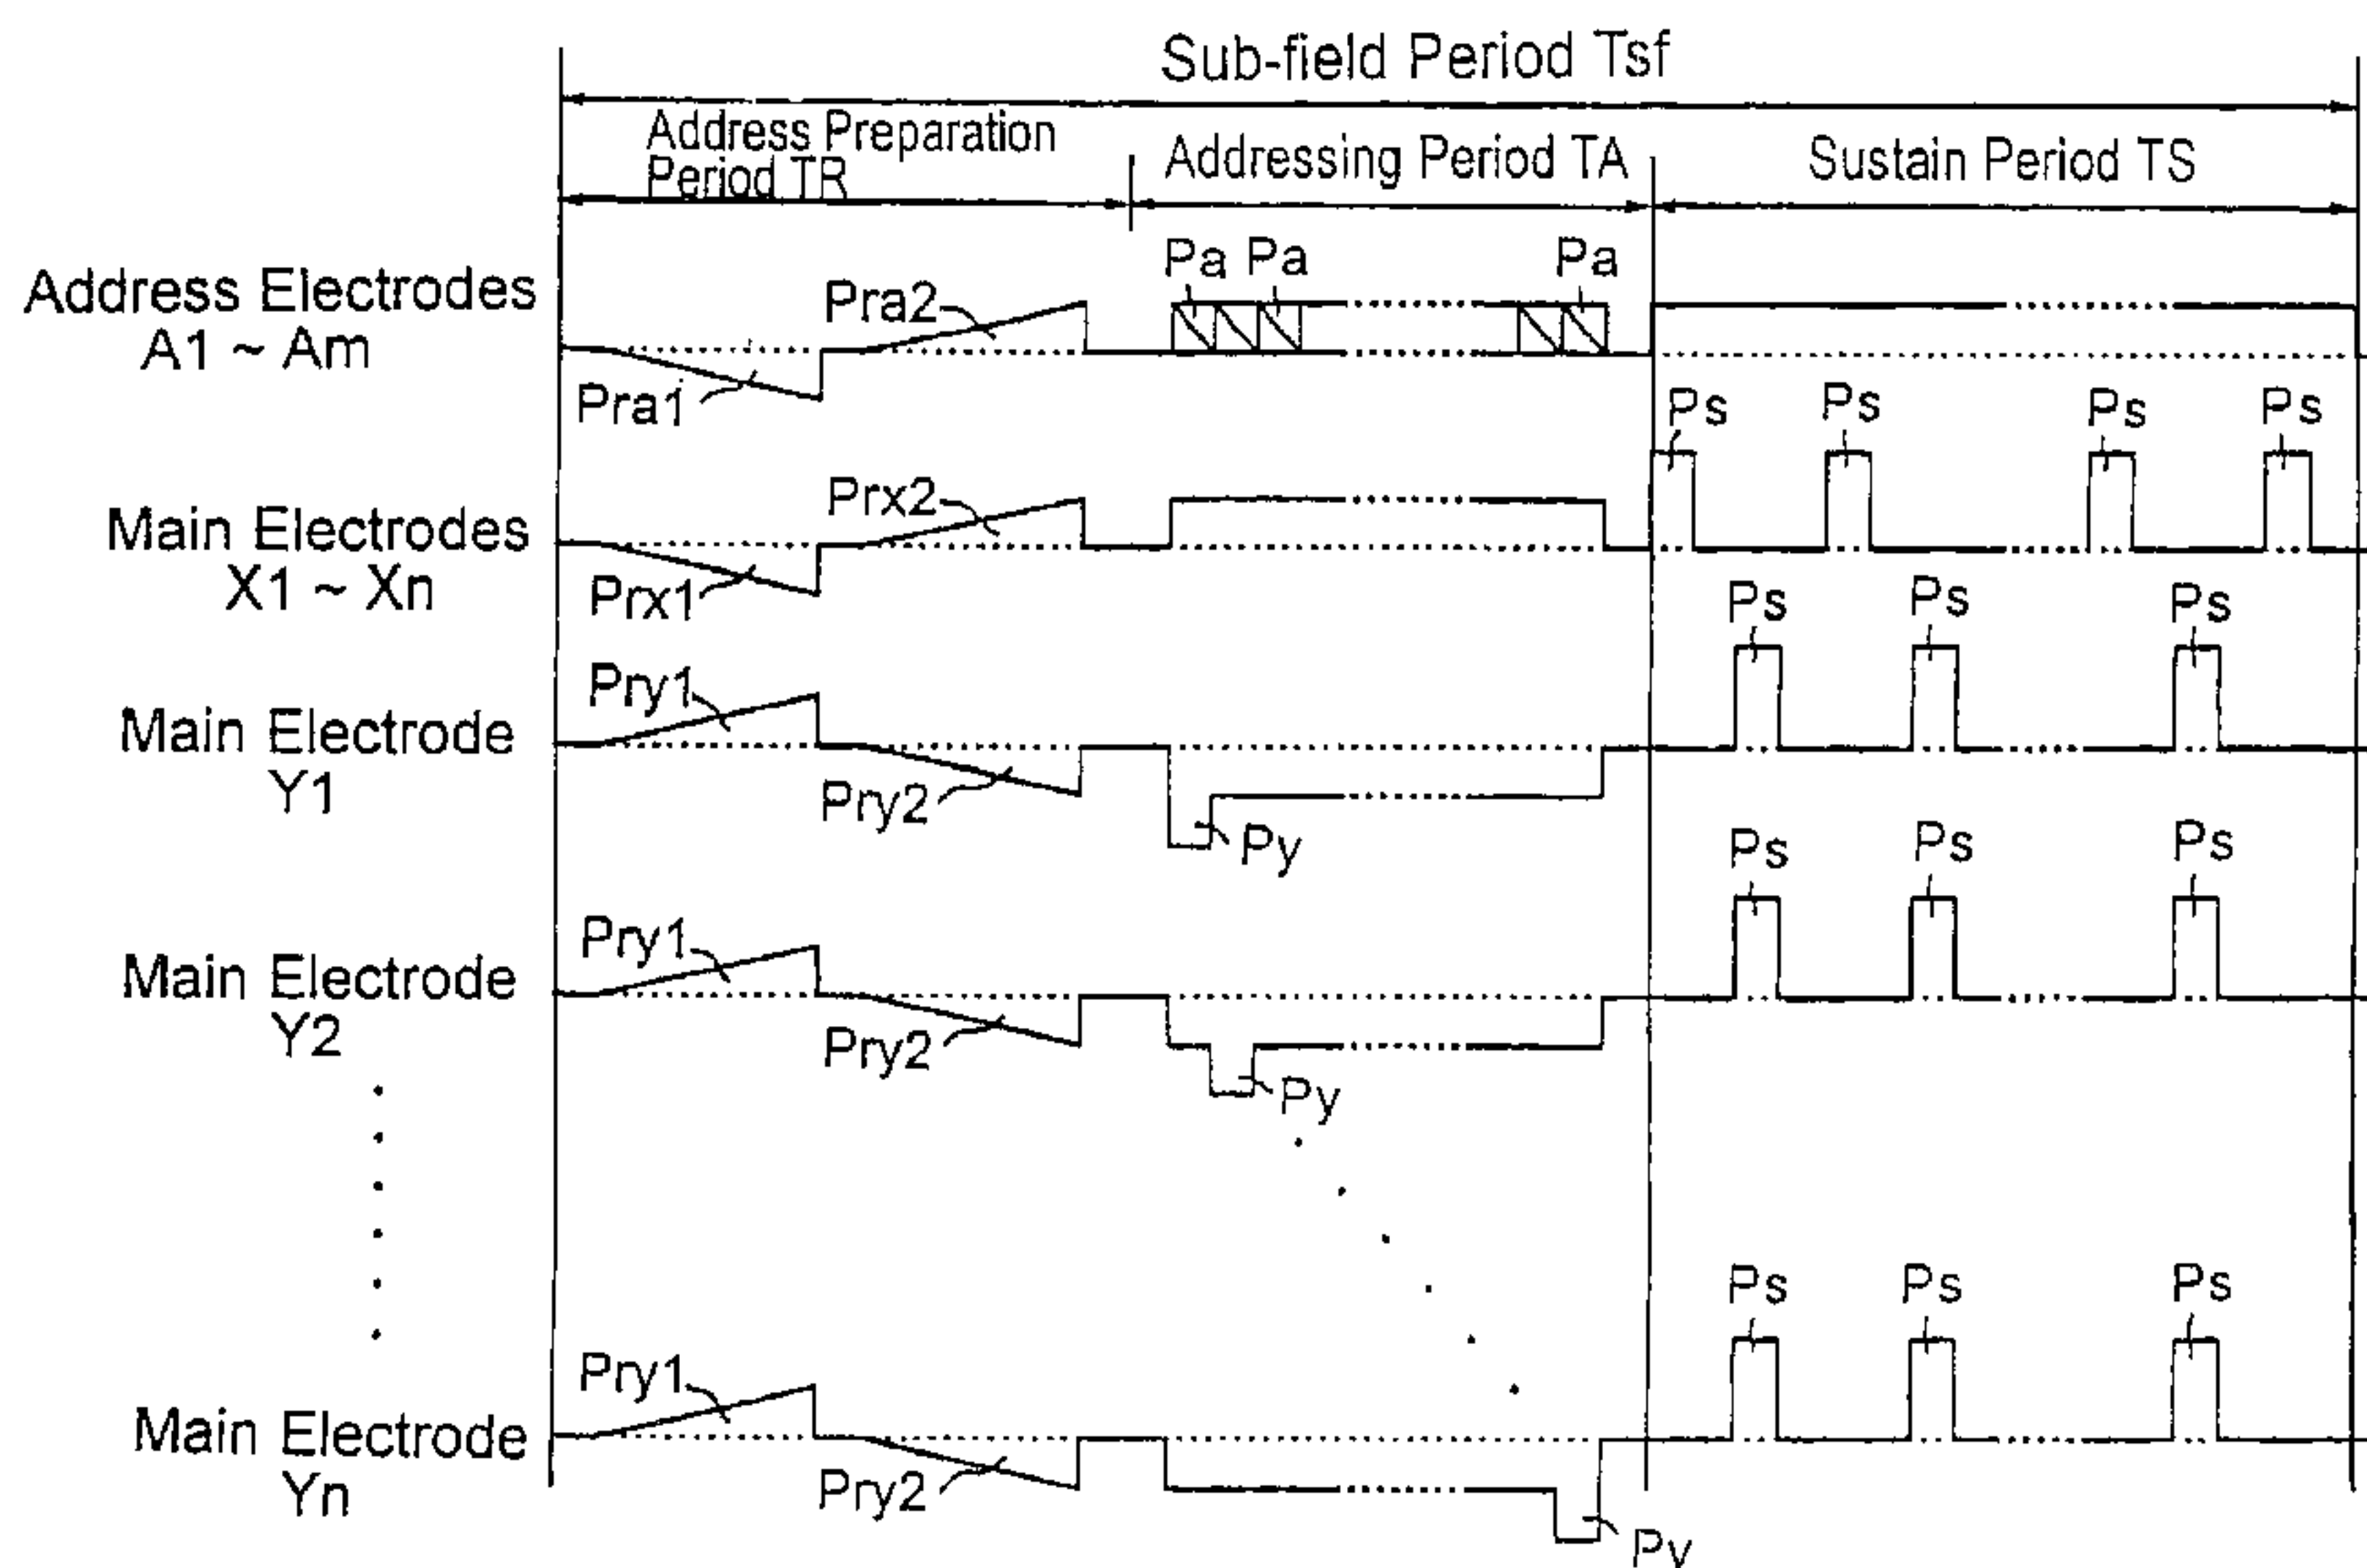 Sub-field Period Tsf
Address Preparation
Period TR
Addressing Period TA
Sustain Period TS
Address Electrodes
A1 ~ Am
Pra1
Pra2
Pa Pa Pa
Main Electrodes
X1 ~ Xn
Prx1
Prx2
Ps Ps Ps Ps
Main Electrode
Y1
Pry1
Pry2
Py
Ps Ps Ps
Main Electrode
Y2
Pry1
Pry2
Py
Ps Ps Ps
Main Electrode
Yn
Pry1
Pry2
Py
Ps Ps Ps